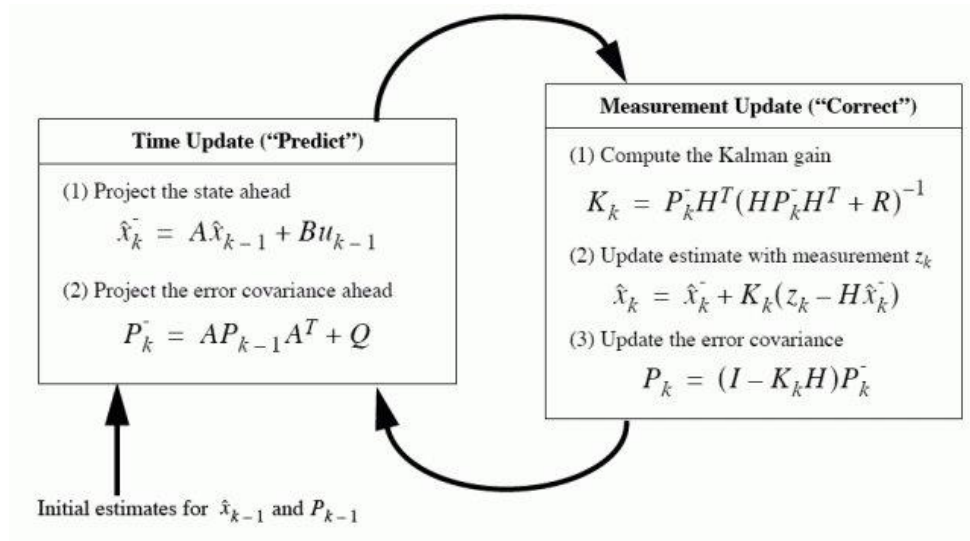 Time Update (“Predict”)
(1) Project the state ahead
x̂ₖ⁻ = Ax̂ₖ₋₁ + Buₖ₋₁
(2) Project the error covariance ahead
Pₖ⁻ = APₖ₋₁Aᵀ + Q
Initial estimates for x̂ₖ₋₁ and Pₖ₋₁
Measurement Update (“Correct”)
(1) Compute the Kalman gain
Kₖ = Pₖ⁻Hᵀ(HPₖ⁻Hᵀ + R)⁻¹
(2) Update estimate with measurement zₖ
x̂ₖ = x̂ₖ⁻ + Kₖ(zₖ – Hx̂ₖ⁻)
(3) Update the error covariance
Pₖ = (I – KₖH)Pₖ⁻